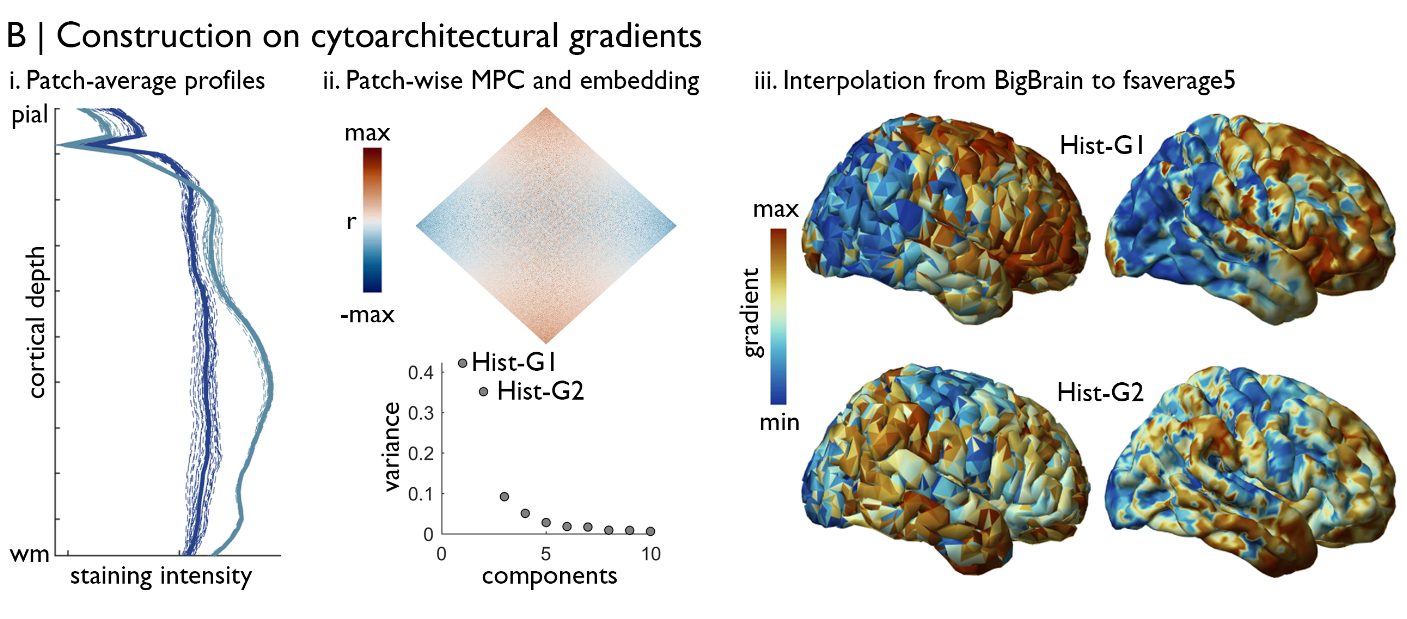 B | Construction on cytoarchitectural gradients
i. Patch-average profiles
pial
cortical depth
wm
staining intensity
ii. Patch-wise MPC and embedding
max
r
-max
Hist-G1
Hist-G2
0.4
0.3
0.2
0.1
0
variance
0
5
10
components
iii. Interpolation from BigBrain to fsaverage5
Hist-G1
max
gradient
min
Hist-G2